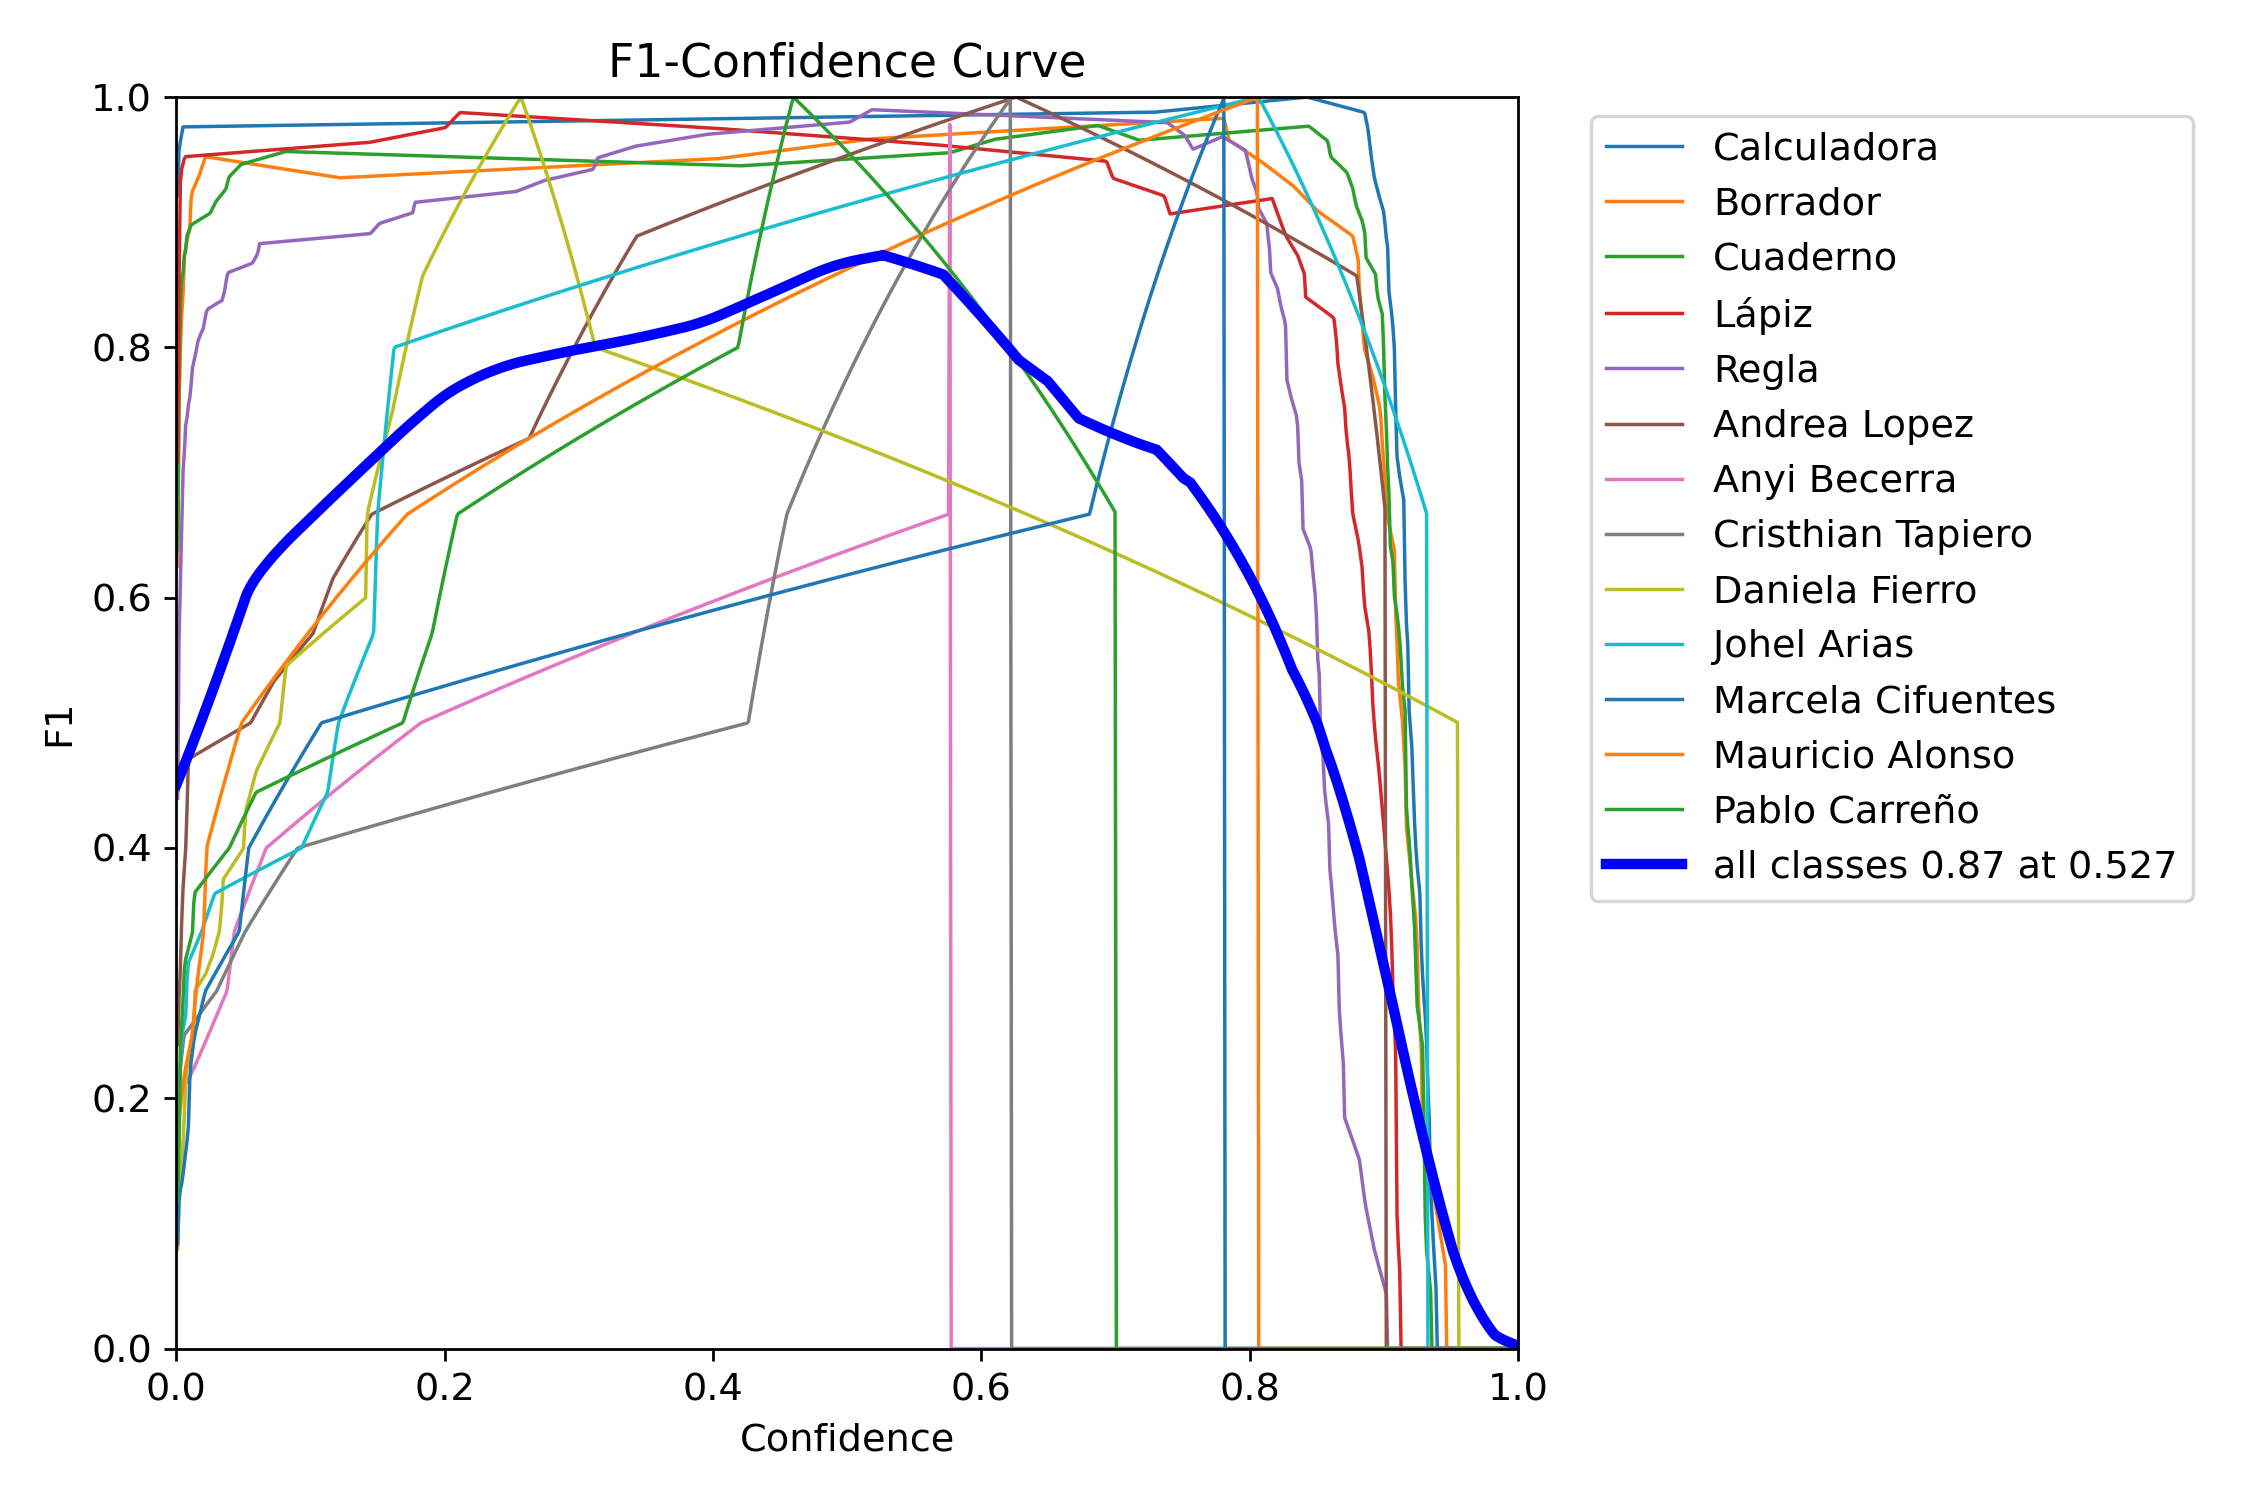 F1-Confidence Curve
1.0
0.8
0.6
0.4
0.2
0.0
F1
0.0 0.2 0.4 0.6 0.8 1.0
Confidence
Calculadora
Borrador
Cuaderno
Lápiz
Regla
Andrea Lopez
Anyi Becerra
Cristhian Tapiero
Daniela Fierro
Johel Arias
Marcela Cifuentes
Mauricio Alonso
Pablo Carreño
all classes 0.87 at 0.527